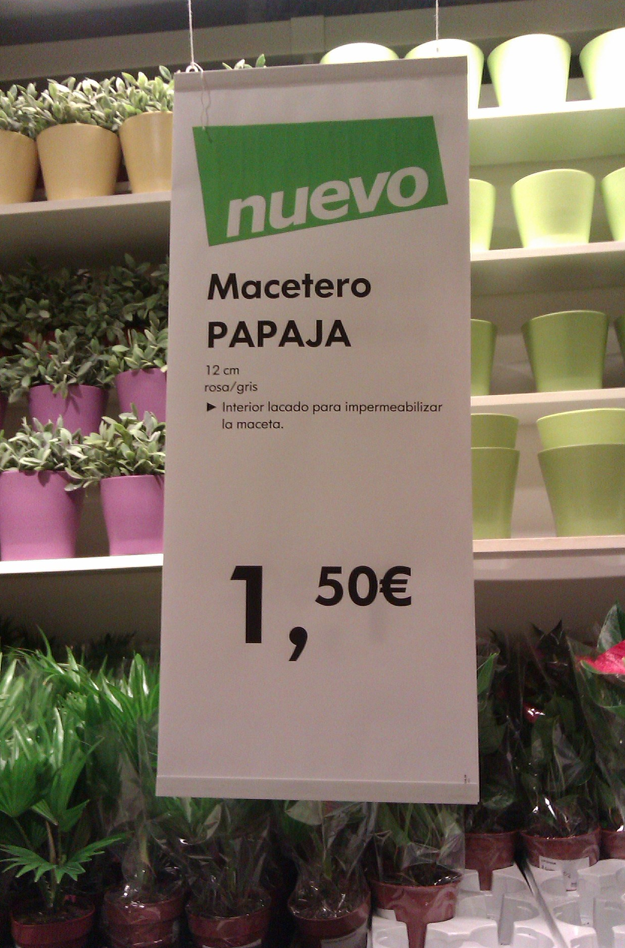 nuevo
Macetero
PAPAJA
12 cm
rosa/gris
► Interior lacado para impermeabilizar
la maceta.
1,50€